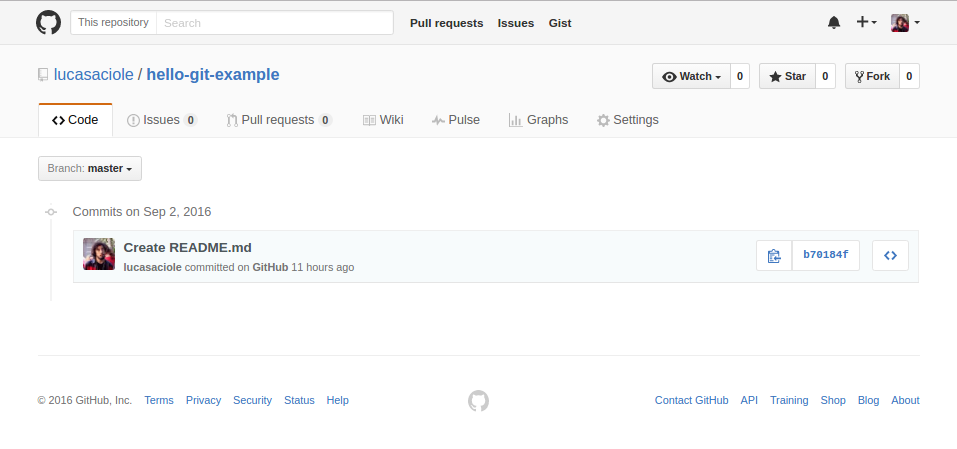 This repository Search Pull requests Issues Gist
lucasaciole / hello-git-example Watch 0 Star 0 Fork 0
Code Issues 0 Pull requests 0 Wiki Pulse Graphs Settings
Branch: master
Commits on Sep 2, 2016
Create README.md
lucasaciole committed on GitHub 11 hours ago
b70184f
© 2016 GitHub, Inc. Terms Privacy Security Status Help Contact GitHub API Training Shop Blog About